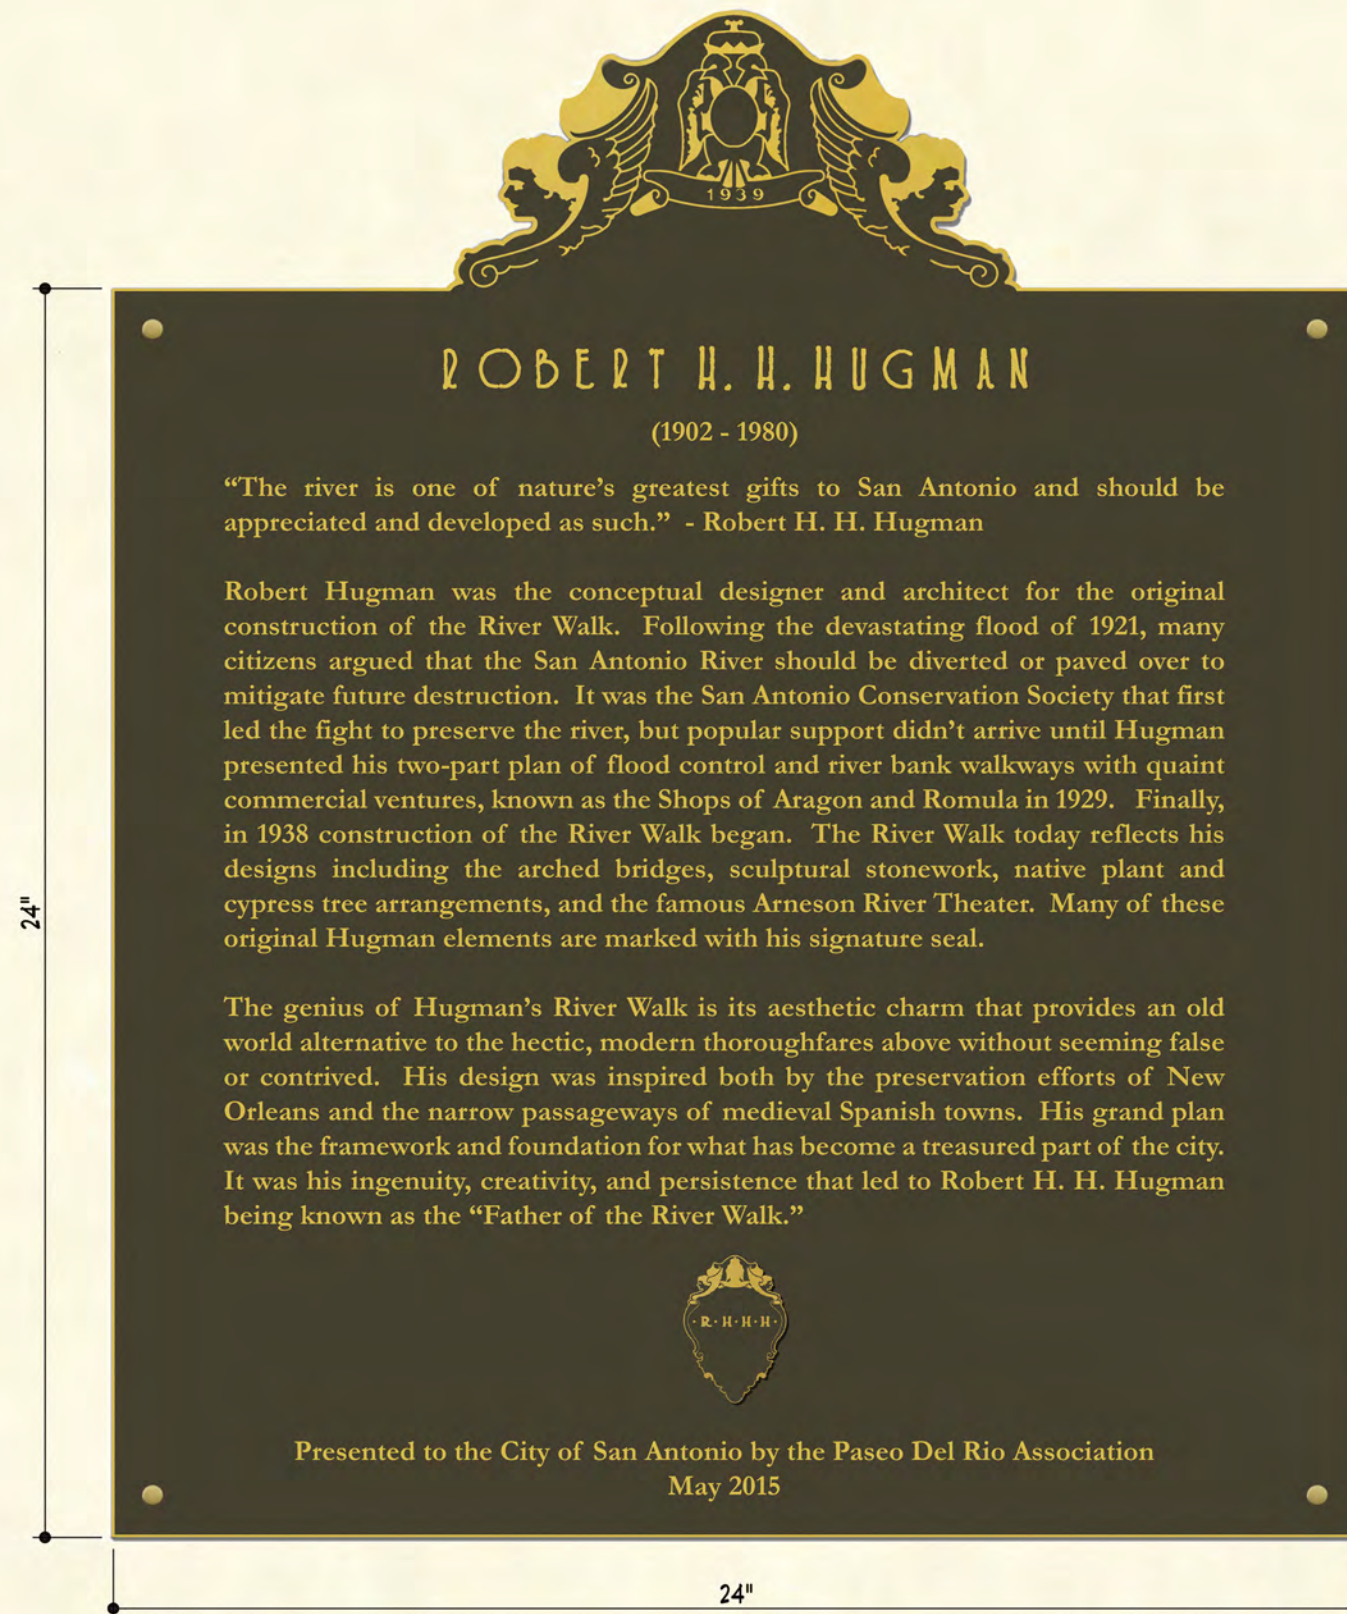 1939
ROBERT H. H. HUGMAN
(1902 - 1980)
“The river is one of nature’s greatest gifts to San Antonio and should be
appreciated and developed as such.” - Robert H. H. Hugman
Robert Hugman was the conceptual designer and architect for the original
construction of the River Walk. Following the devastating flood of 1921, many
citizens argued that the San Antonio River should be diverted or paved over to
mitigate future destruction. It was the San Antonio Conservation Society that first
led the fight to preserve the river, but popular support didn’t arrive until Hugman
presented his two-part plan of flood control and river bank walkways with quaint
commercial ventures, known as the Shops of Aragon and Romula in 1929. Finally,
in 1938 construction of the River Walk began. The River Walk today reflects his
designs including the arched bridges, sculptural stonework, native plant and
cypress tree arrangements, and the famous Arneson River Theater. Many of these
original Hugman elements are marked with his signature seal.
The genius of Hugman’s River Walk is its aesthetic charm that provides an old
world alternative to the hectic, modern thoroughfares above without seeming false
or contrived. His design was inspired both by the preservation efforts of New
Orleans and the narrow passageways of medieval Spanish towns. His grand plan
was the framework and foundation for what has become a treasured part of the city.
It was his ingenuity, creativity, and persistence that led to Robert H. H. Hugman
being known as the “Father of the River Walk.”
·R·H·H·H·
Presented to the City of San Antonio by the Paseo Del Rio Association
May 2015
24"
24"